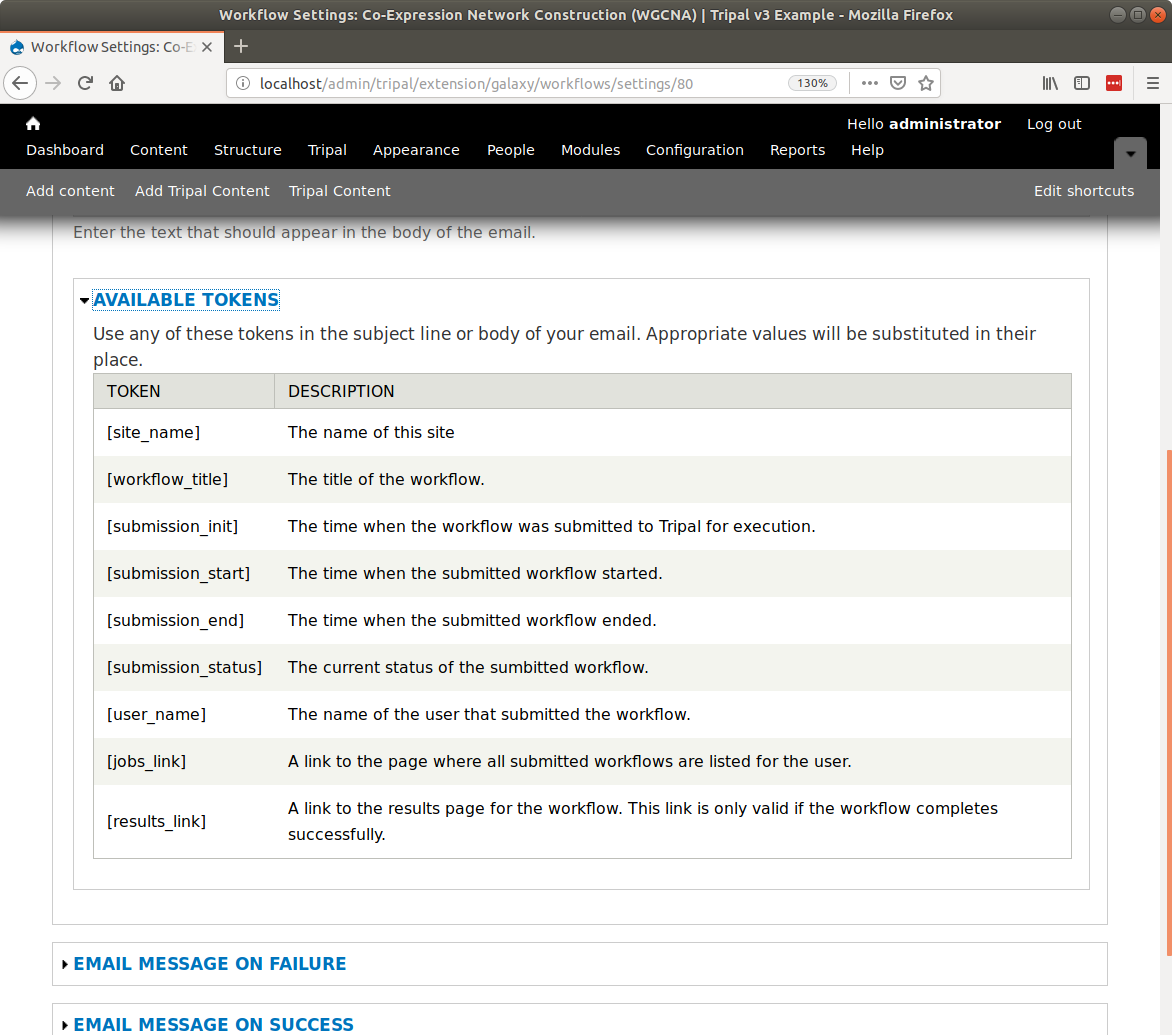 Workflow Settings: Co-Expression Network Construction (WGCNA) | Tripal v3 Example - Mozilla Firefox
Workflow Settings: Co-E
localhost/admin/tripal/extension/galaxy/workflows/settings/80
130%
Hello administrator
Log out
Dashboard
Content
Structure
Tripal
Appearance
People
Modules
Configuration
Reports
Help
Add content
Add Tripal Content
Tripal Content
Edit shortcuts
Enter the text that should appear in the body of the email.
AVAILABLE TOKENS
Use any of these tokens in the subject line or body of your email. Appropriate values will be substituted in their
place.
TOKEN DESCRIPTION
[site_name] The name of this site
[workflow_title] The title of the workflow.
[submission_init] The time when the workflow was submitted to Tripal for execution.
[submission_start] The time when the submitted workflow started.
[submission_end] The time when the submitted workflow ended.
[submission_status] The current status of the sumbitted workflow.
[user_name] The name of the user that submitted the workflow.
[jobs_link] A link to the page where all submitted workflows are listed for the user.
[results_link] A link to the results page for the workflow. This link is only valid if the workflow completes
successfully.
EMAIL MESSAGE ON FAILURE
EMAIL MESSAGE ON SUCCESS